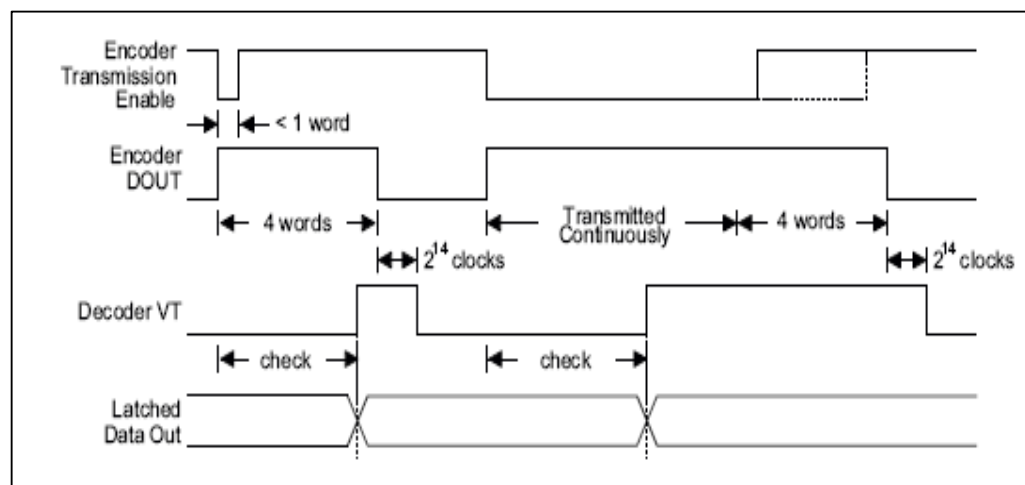 Encoder
Transmission
Enable
< 1 word
Encoder
DOUT
4 words
Transmitted
Continuously
4 words
2^14 clocks
2^14 clocks
Decoder VT
check
check
Latched
Data Out